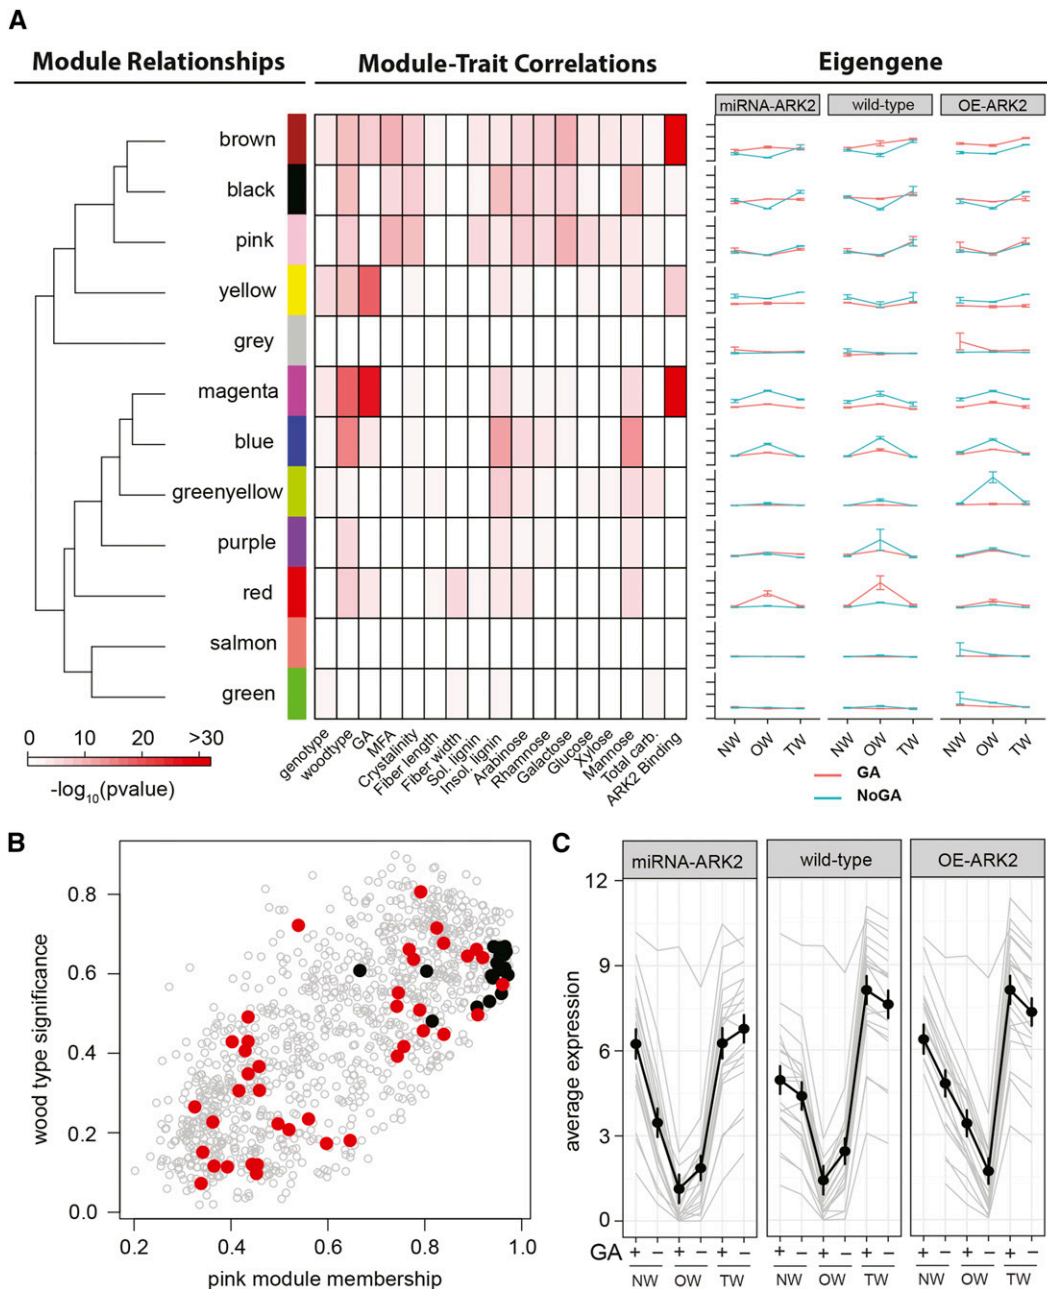 A
Module Relationships
Module-Trait Correlations
Eigengene
miRNA-ARK2 wild-type OE-ARK2
brown
black
pink
yellow
grey
magenta
blue
greenyellow
purple
red
salmon
green
0 10 20 >30
-log10(pvalue)
genotype
woodtype
GA
MFA
Crystallinity
Fiber length
Fiber width
Sol. lignin
Insol. lignin
Arabinose
Rhamnose
Galactose
Glucose
Xylose
Mannose
Total carb.
ARK2 Binding
NW OW TW NW OW TW NW OW TW
GA
NoGA
B
wood type significance
0.8
0.6
0.4
0.2
0.0
0.2 0.4 0.6 0.8 1.0
pink module membership
C
miRNA-ARK2 wild-type OE-ARK2
average expression
12
9
6
3
0
GA + − + − + − + − + − + − + − + − + −
NW OW TW NW OW TW NW OW TW